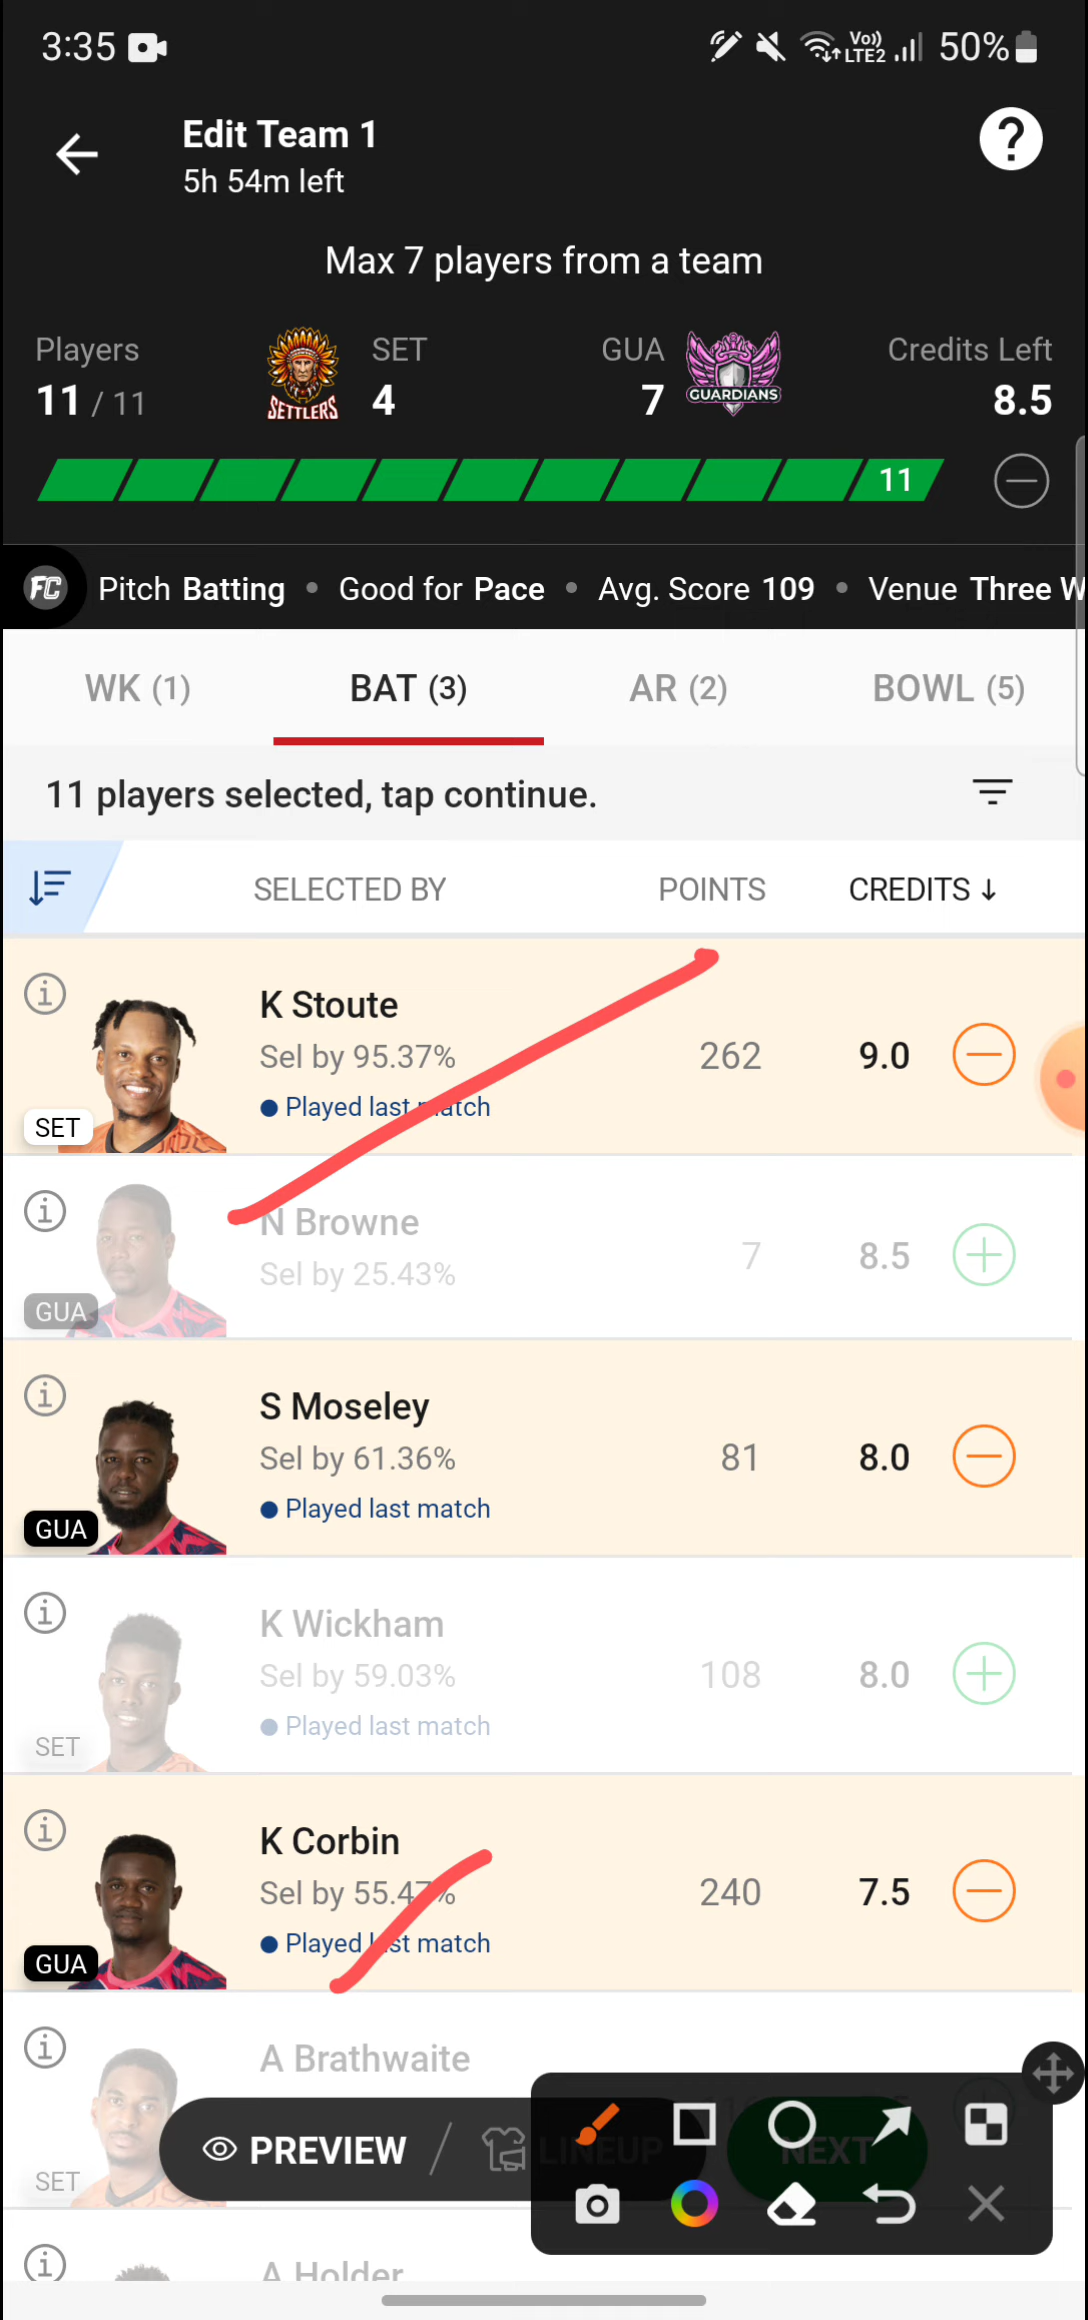 3:35 Vo)) LTE2 50%
Edit Team 1
5h 54m left
Max 7 players from a team
Players SET GUA Credits Left
11 / 11 SETTLERS 4 7 GUARDIANS 8.5
11
FC Pitch Batting • Good for Pace • Avg. Score 109 • Venue Three W
WK (1) BAT (3) AR (2) BOWL (5)
11 players selected, tap continue.
SELECTED BY POINTS CREDITS ↓
K Stoute
Sel by 95.37% 262 9.0
Played last match
SET
N Browne
Sel by 25.43% 7 8.5
GUA
S Moseley
Sel by 61.36% 81 8.0
Played last match
GUA
K Wickham
Sel by 59.03% 108 8.0
Played last match
SET
K Corbin
Sel by 55.47% 240 7.5
Played last match
GUA
A Brathwaite
PREVIEW / LINEUP NEXT
SET
A Holder